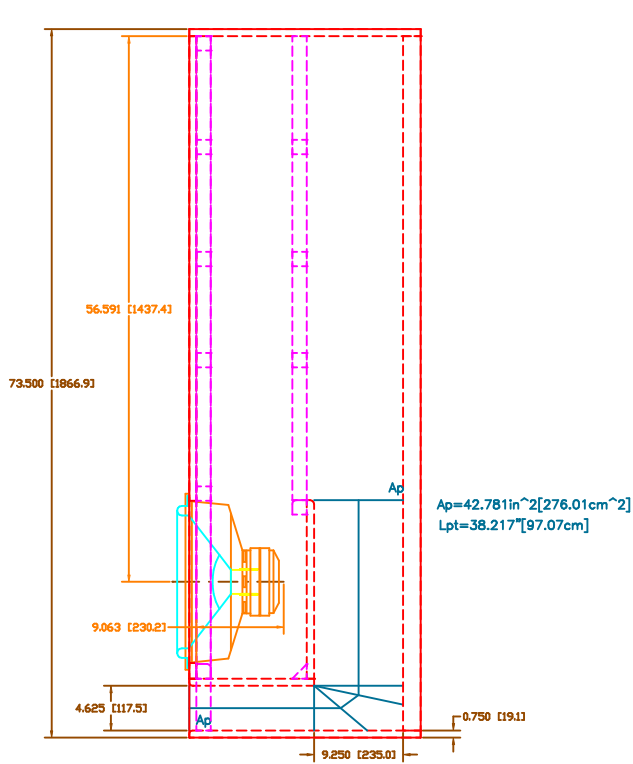 56.591 [1437.4]
73.500 [1866.9]
Ap
Ap=42.781in^2[276.01cm^2]
Lpt=38.217"[97.07cm]
9.063 [230.2]
4.625 [117.5]
Ap
0.750 [19.1]
9.250 [235.0]